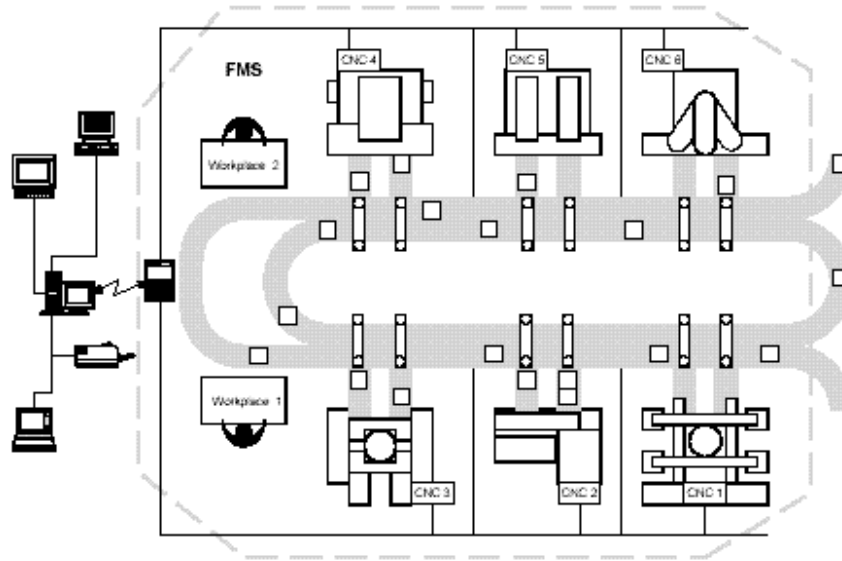 CNC 4
CNC 5
CNC 6
FMS
Workplace 2
Workplace 1
CNC 3
CNC 2
CNC 1